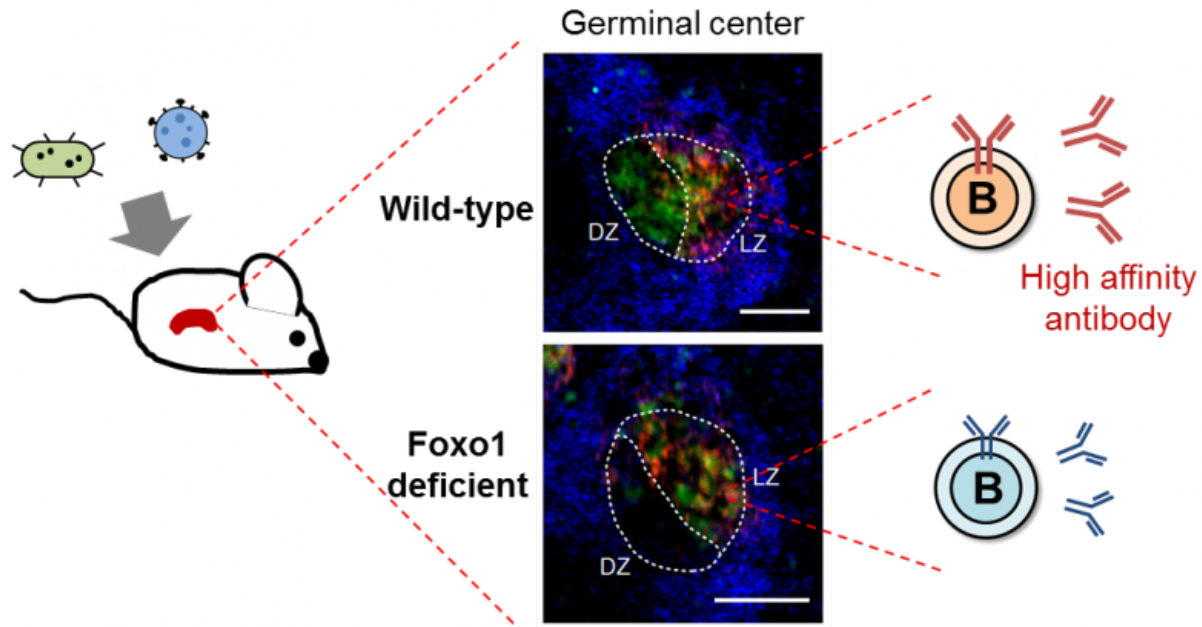 Germinal center
Wild-type
DZ
LZ
B
High affinity
antibody
Foxo1
deficient
LZ
DZ
B